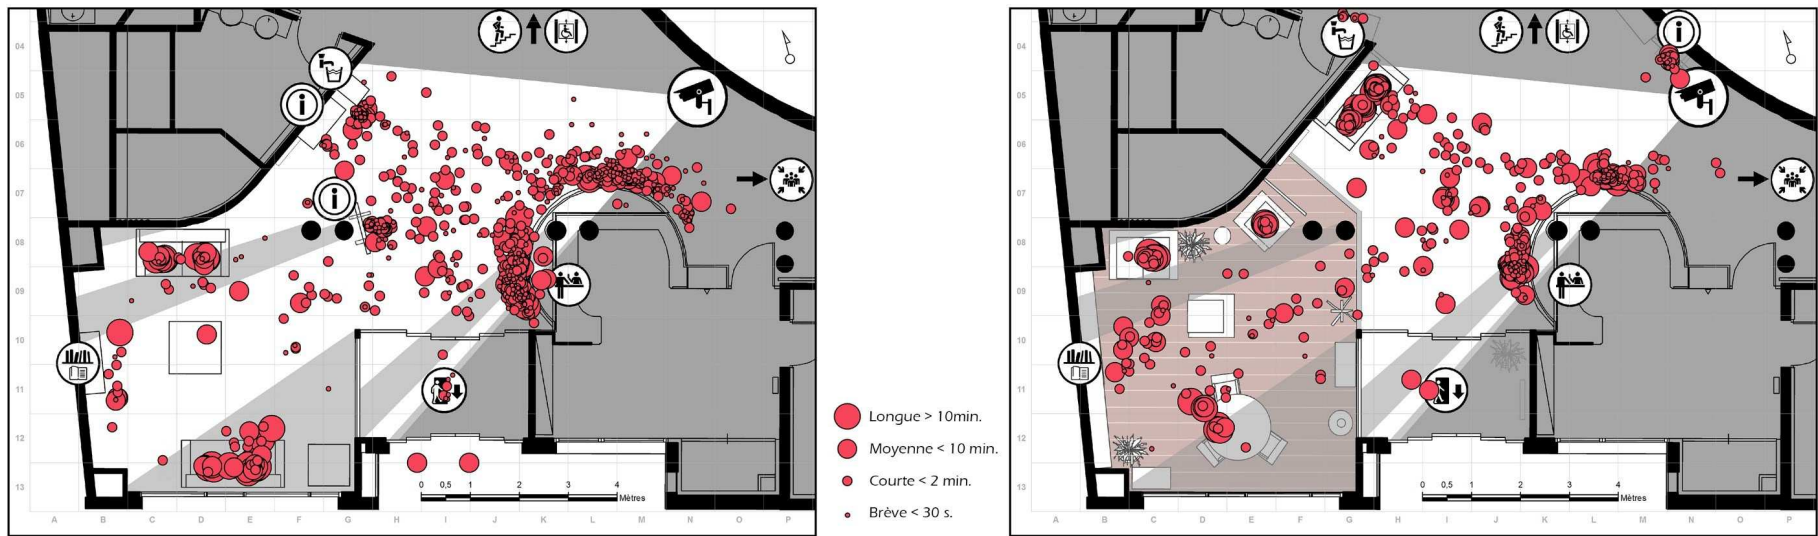 04
05
06
07
08
09
10
11
12
13
A B C D E F G H I J K L M N O P
i
i
0 0,5 1 2 3 4
Mètres
Longue > 10min.
Moyenne < 10 min.
Courte < 2 min.
Brève < 30 s.
04
05
06
07
08
09
10
11
12
13
A B C D E F G H I J K L M N O P
i
0 0,5 1 2 3 4
Mètres